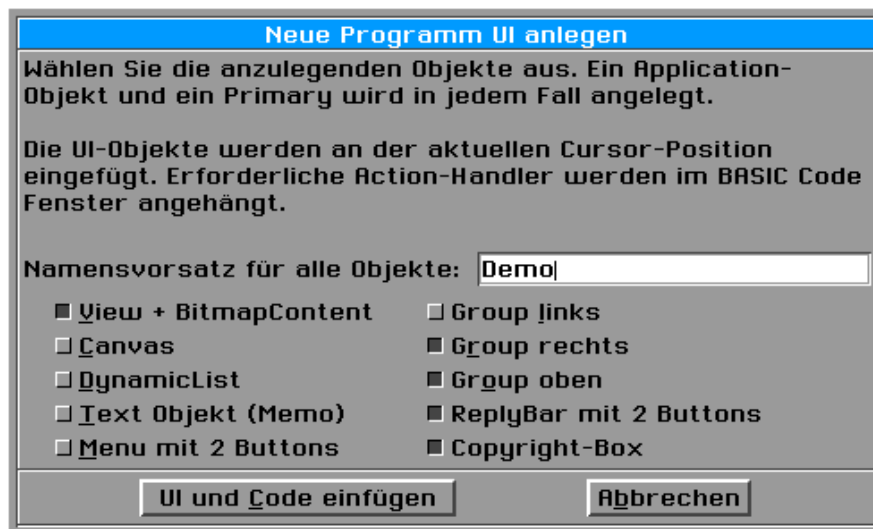 Neue Programm UI anlegen
Wählen Sie die anzulegenden Objekte aus. Ein Application-
Objekt und ein Primary wird in jedem Fall angelegt.
Die UI-Objekte werden an der aktuellen Cursor-Position
eingefügt. Erforderliche Action-Handler werden im BASIC Code
Fenster angehängt.
Namensvorsatz für alle Objekte: Demo
View + BitmapContent
Group links
Canvas
Group rechts
DynamicList
Group oben
Text Objekt (Memo)
ReplyBar mit 2 Buttons
Menu mit 2 Buttons
Copyright-Box
UI und Code einfügen
Abbrechen